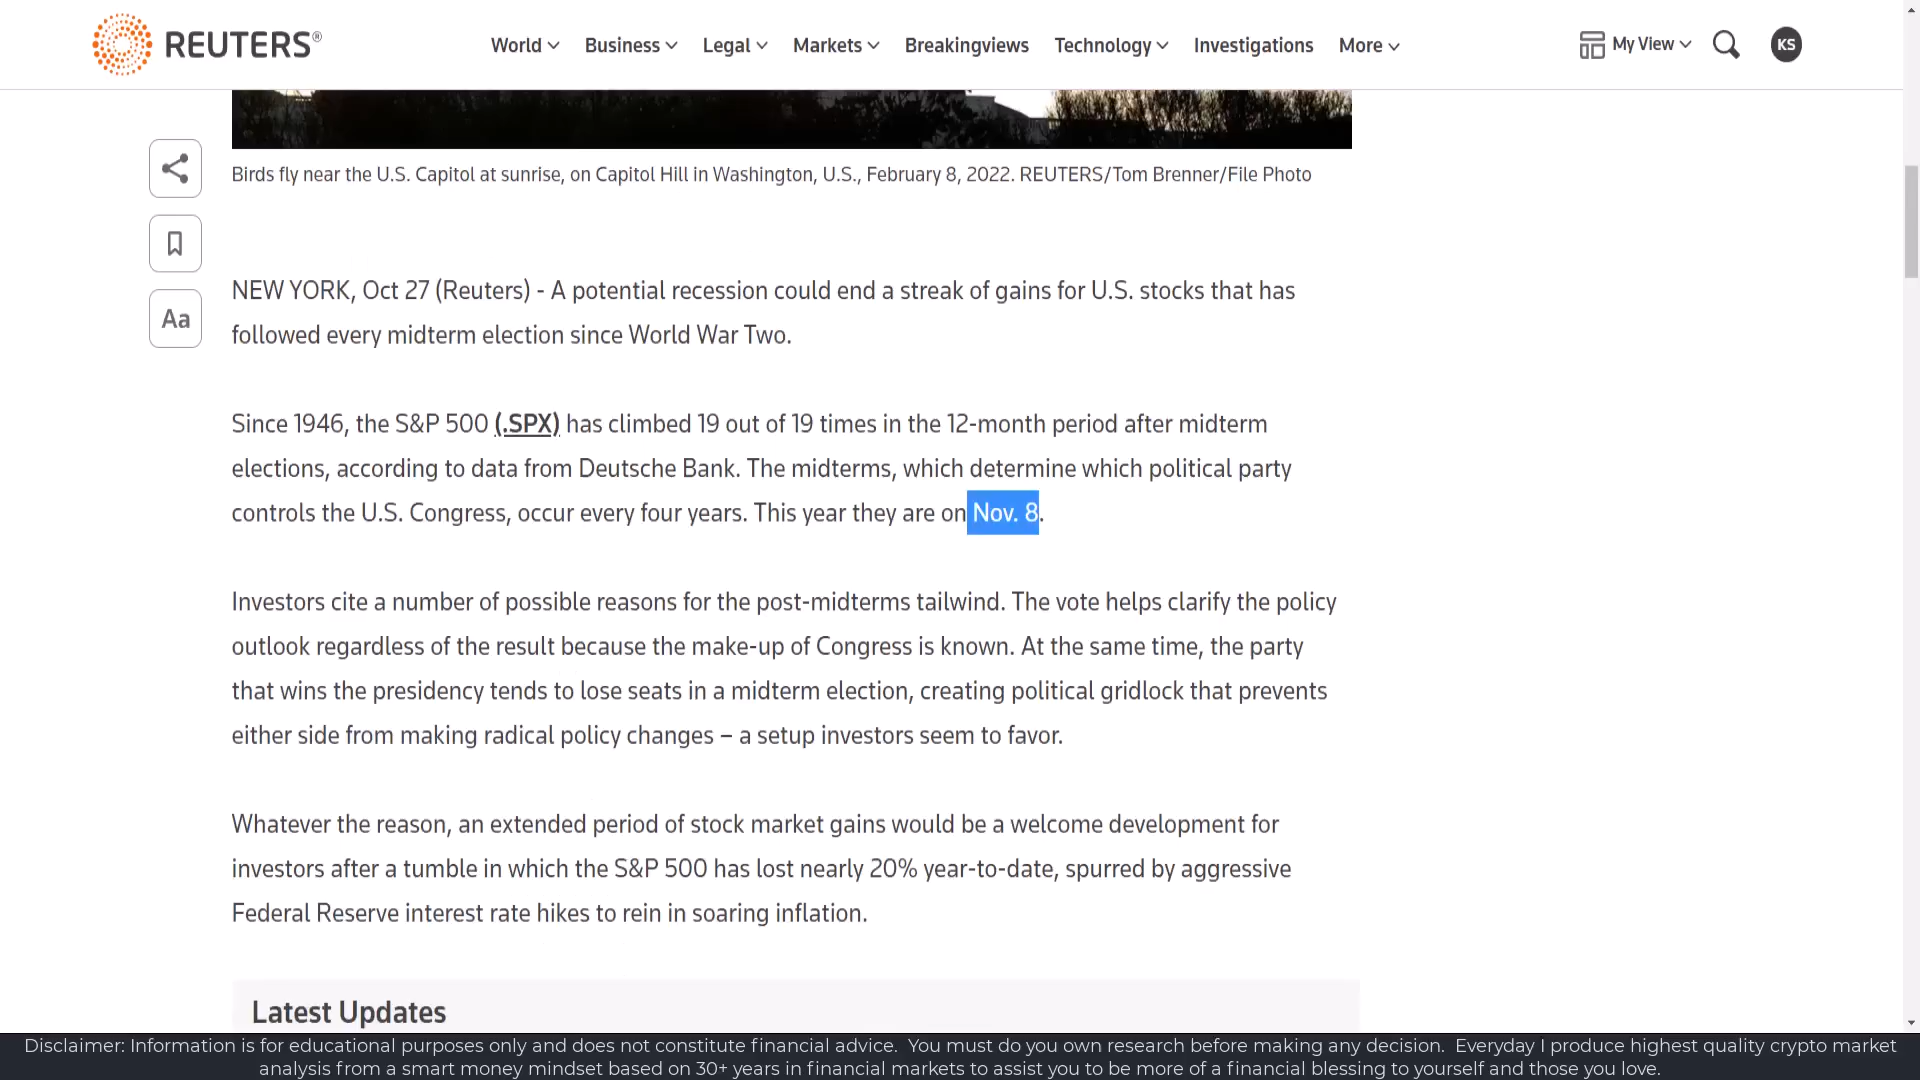 REUTERS®
World Business Legal Markets Breakingviews Technology Investigations More
My View
KS
Birds fly near the U.S. Capitol at sunrise, on Capitol Hill in Washington, U.S., February 8, 2022. REUTERS/Tom Brenner/File Photo
Aa
NEW YORK, Oct 27 (Reuters) - A potential recession could end a streak of gains for U.S. stocks that has
followed every midterm election since World War Two.
Since 1946, the S&P 500 (.SPX) has climbed 19 out of 19 times in the 12-month period after midterm
elections, according to data from Deutsche Bank. The midterms, which determine which political party
controls the U.S. Congress, occur every four years. This year they are on Nov. 8.
Investors cite a number of possible reasons for the post-midterms tailwind. The vote helps clarify the policy
outlook regardless of the result because the make-up of Congress is known. At the same time, the party
that wins the presidency tends to lose seats in a midterm election, creating political gridlock that prevents
either side from making radical policy changes – a setup investors seem to favor.
Whatever the reason, an extended period of stock market gains would be a welcome development for
investors after a tumble in which the S&P 500 has lost nearly 20% year-to-date, spurred by aggressive
Federal Reserve interest rate hikes to rein in soaring inflation.
Latest Updates
Disclaimer: Information is for educational purposes only and does not constitute financial advice.  You must do you own research before making any decision.  Everyday I produce highest quality crypto market
analysis from a smart money mindset based on 30+ years in financial markets to assist you to be more of a financial blessing to yourself and those you love.